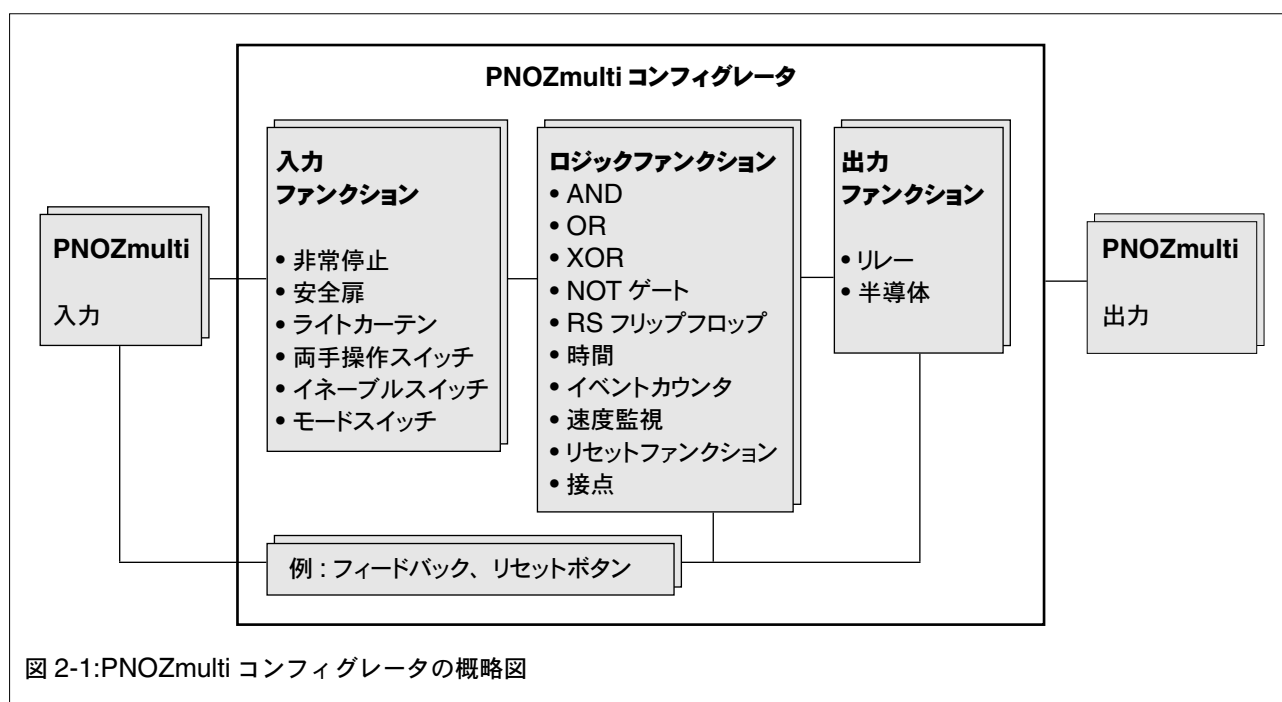 PNOZmulti コンフィグレータ
PNOZmulti
入力
入力
ファンクション
• 非常停止
• 安全扉
• ライトカーテン
• 両手操作スイッチ
• イネーブルスイッチ
• モードスイッチ
ロジックファンクション
• AND
• OR
• XOR
• NOT ゲート
• RS フリップフロップ
• 時間
• イベントカウンタ
• 速度監視
• リセットファンクション
• 接点
出力
ファンクション
• リレー
• 半導体
PNOZmulti
出力
例 : フィードバック、リセットボタン
図 2-1:PNOZmulti コンフィグレータの概略図